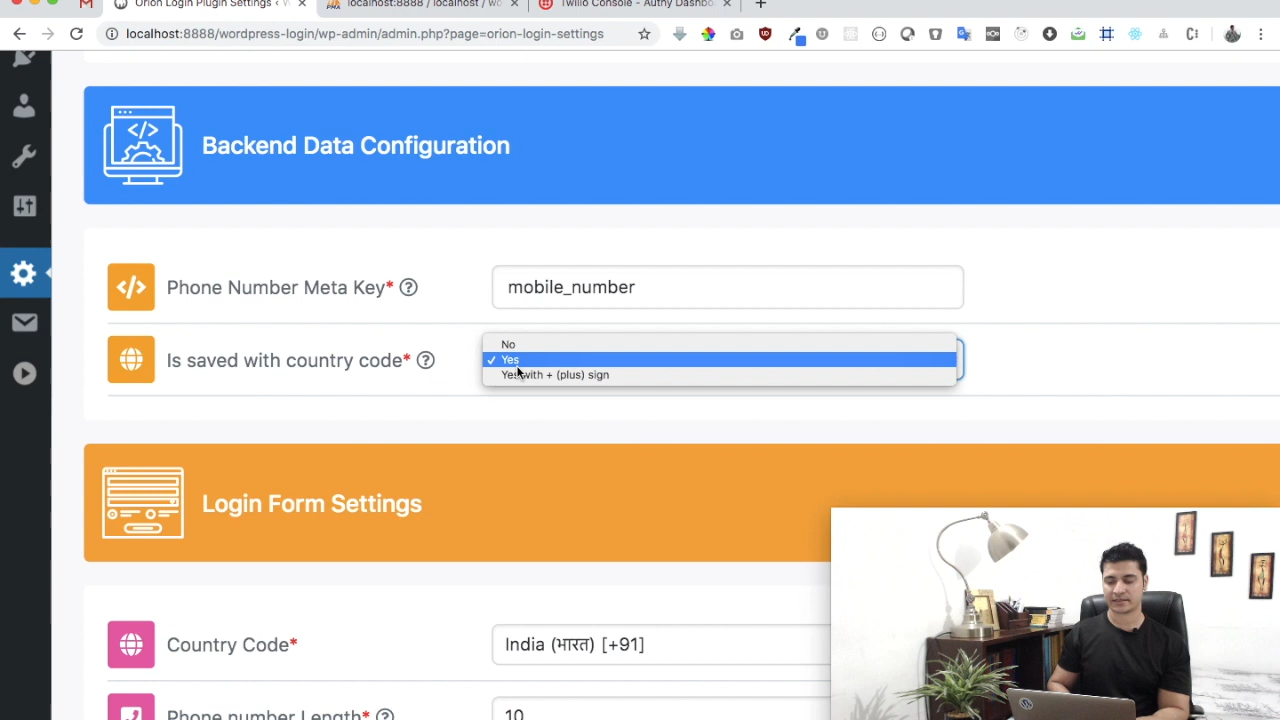 Orion Login Plugin Settings ‹
localhost:8888 / localhost / wo
Twilio Console - Authy Dashbo
localhost:8888/wordpress-login/wp-admin/admin.php?page=orion-login-settings
Backend Data Configuration
Phone Number Meta Key* ?
mobile_number
Is saved with country code* ?
No
✓ Yes
Yes with + (plus) sign
Login Form Settings
Country Code*
India (भारत) [+91]
Phone number Length* ?
10